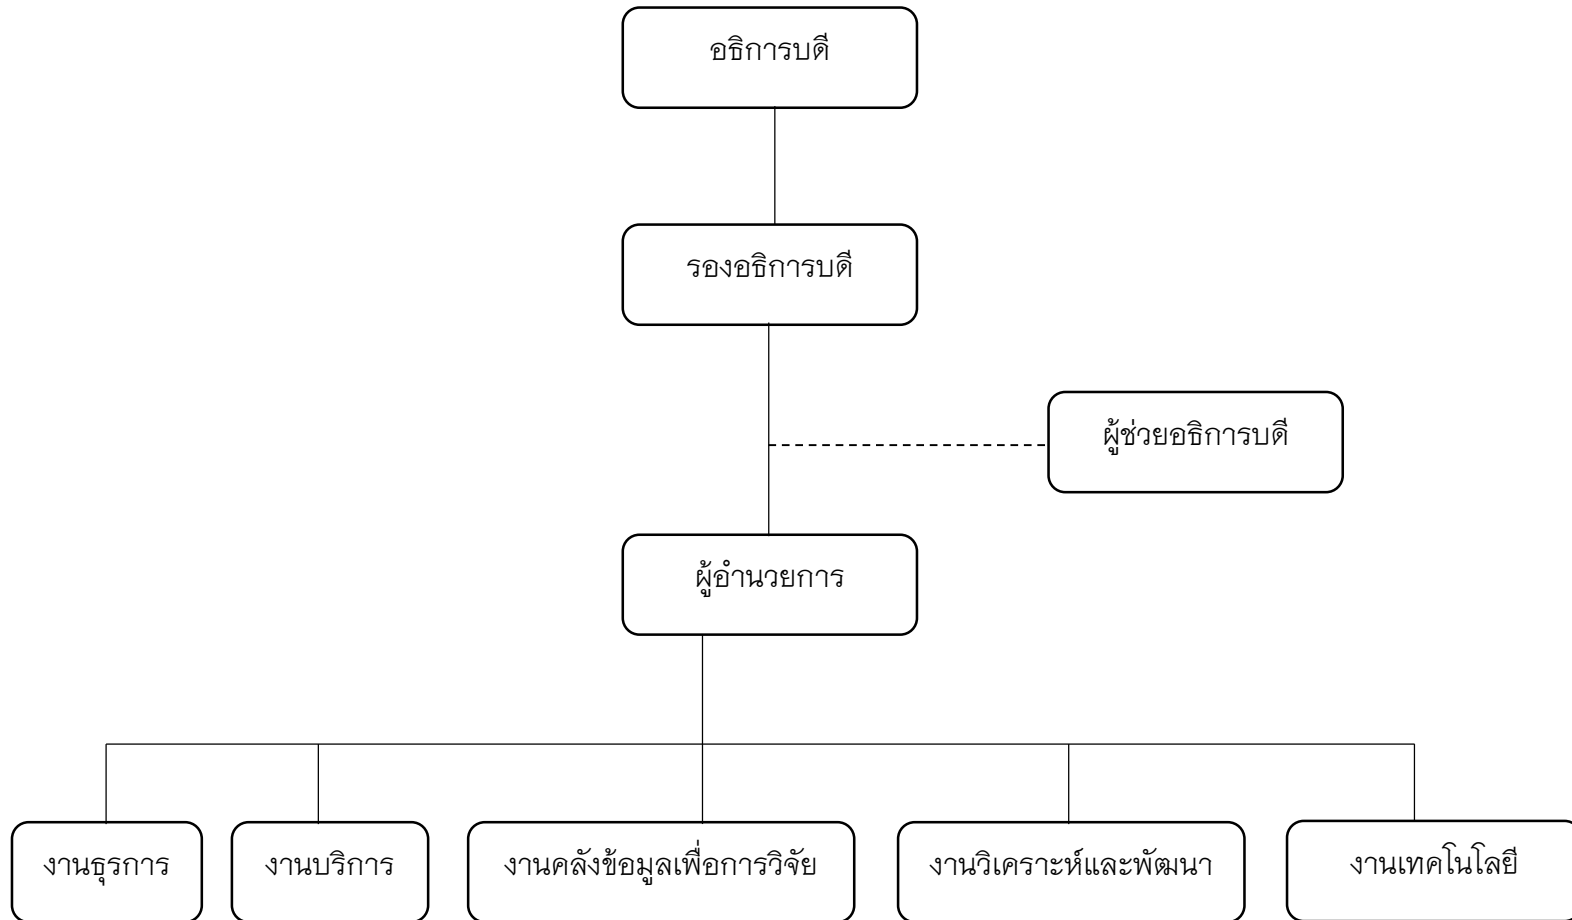 อธิการบดี
รองอธิการบดี
ผู้ช่วยอธิการบดี
ผู้อำนวยการ
งานธุรการ
งานบริการ
งานคลังข้อมูลเพื่อการวิจัย
งานวิเคราะห์และพัฒนา
งานเทคโนโลยี